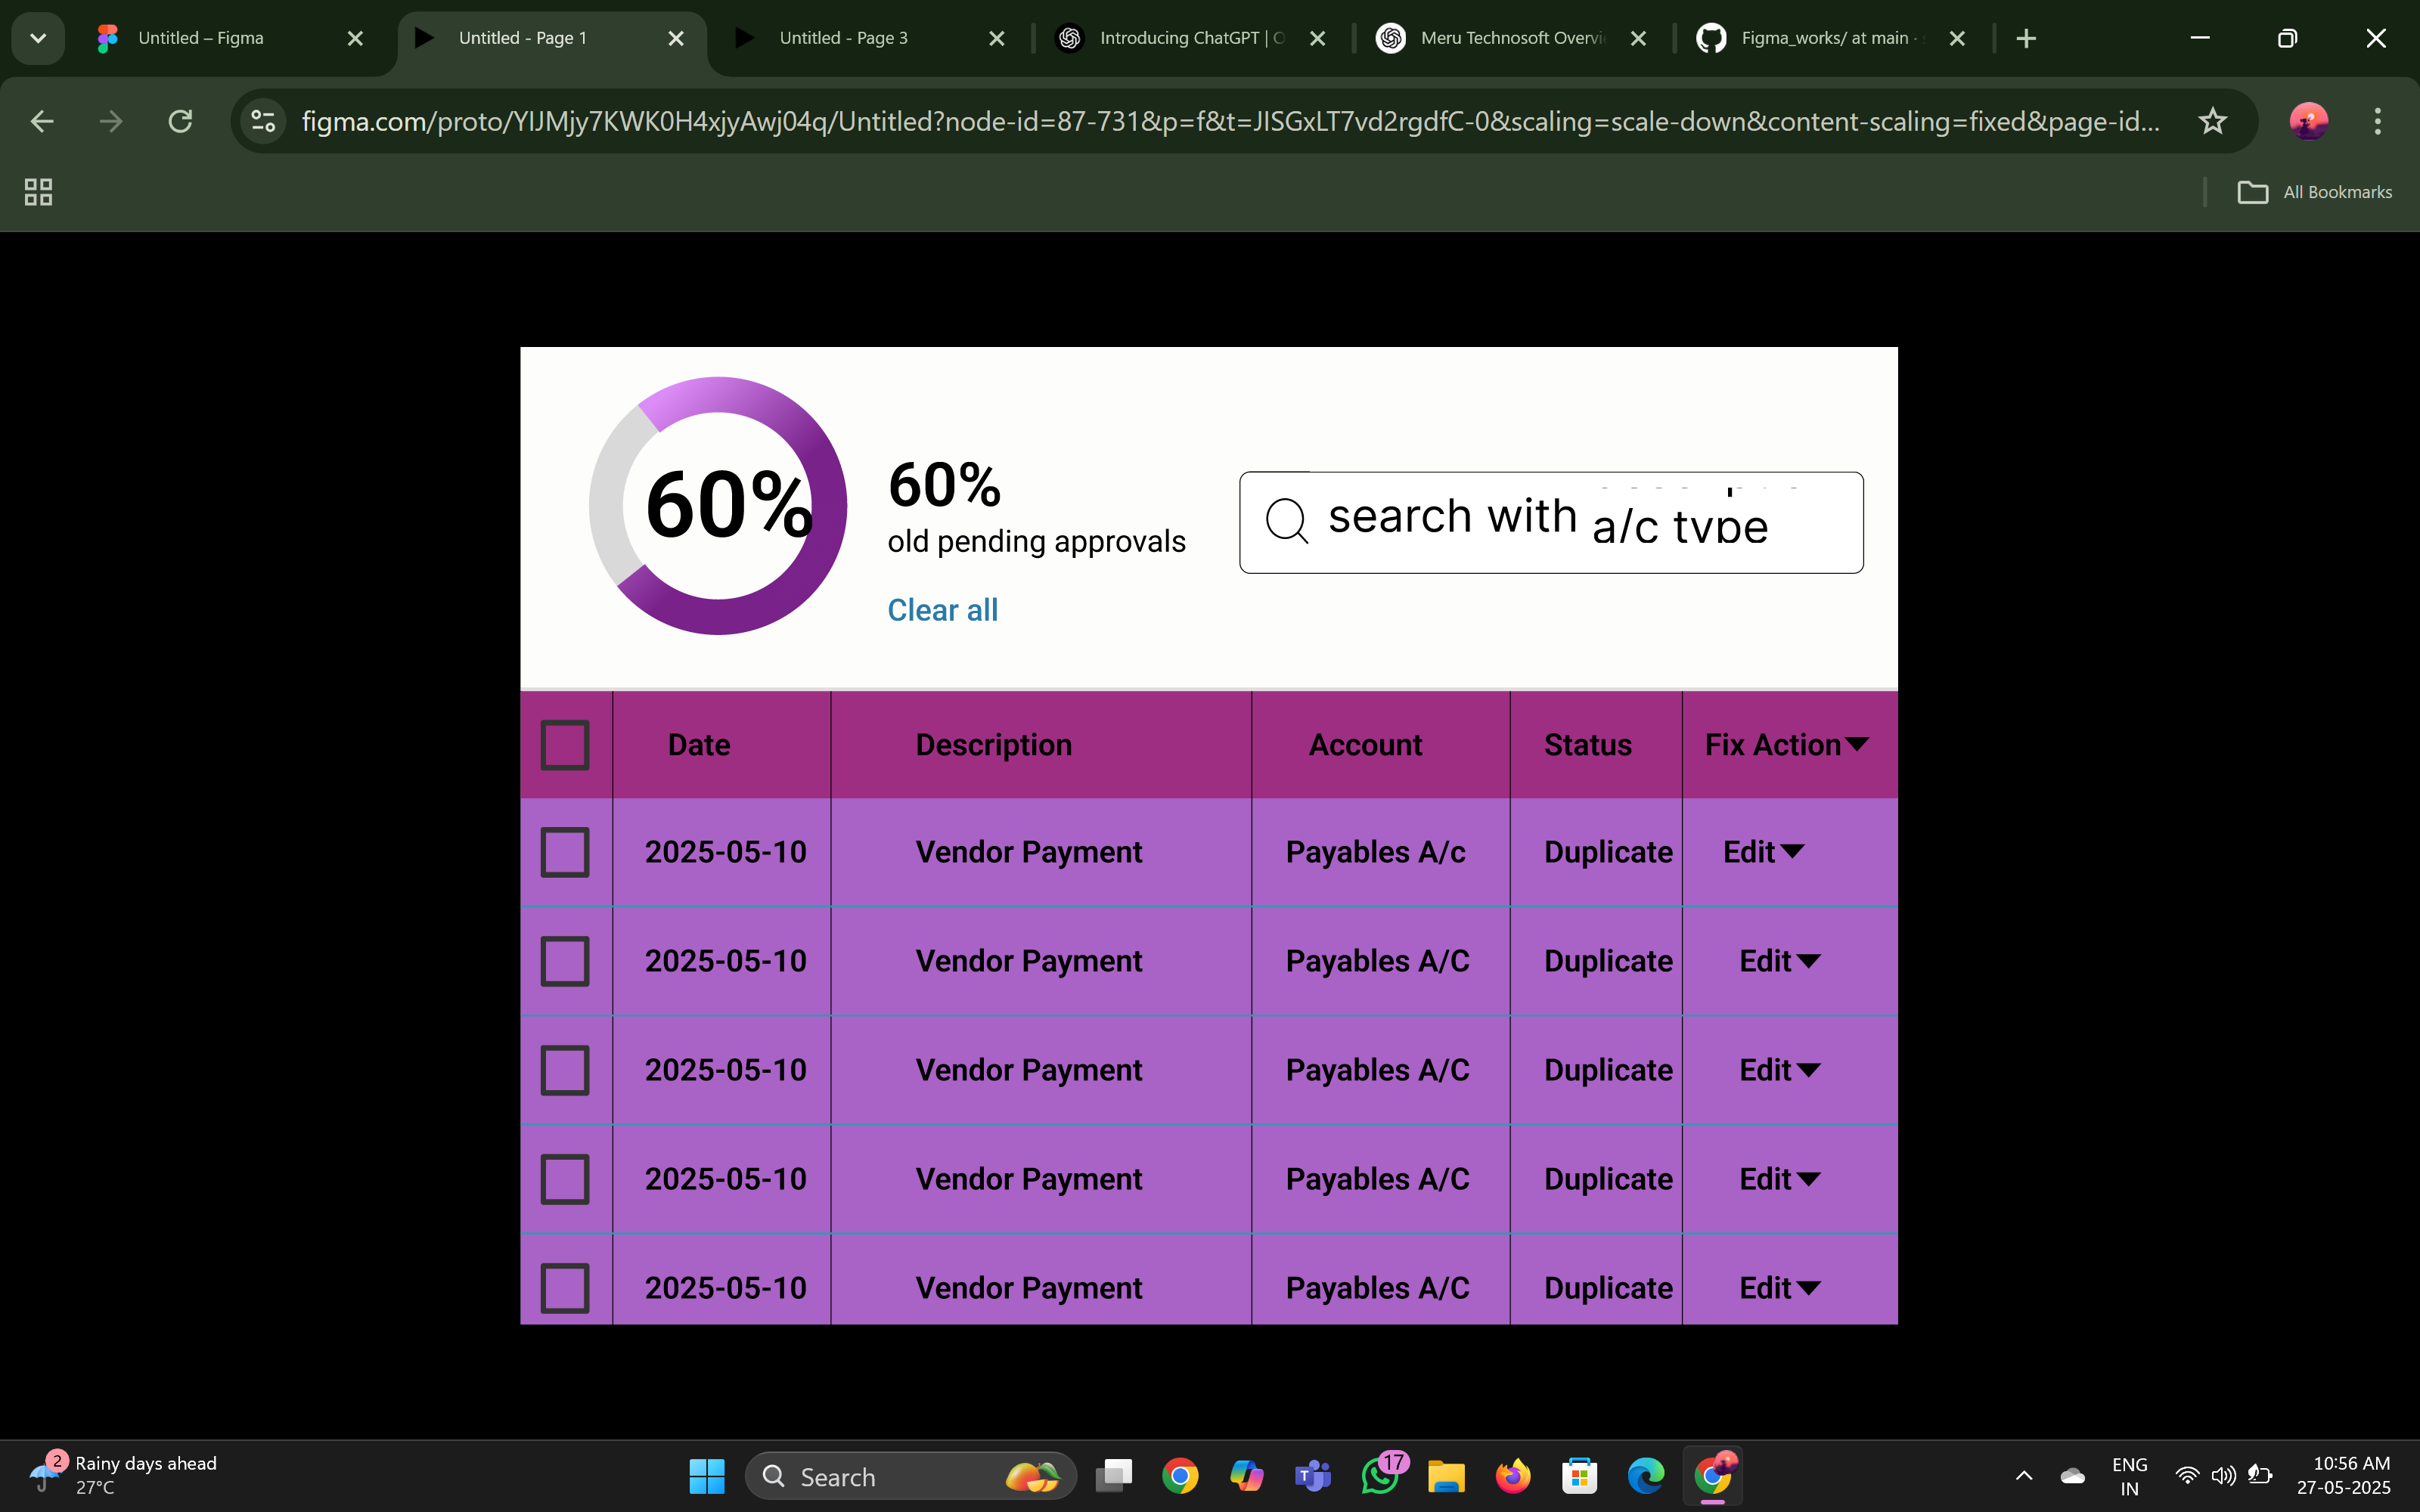 Untitled – Figma
Untitled - Page 1
Untitled - Page 3
Introducing ChatGPT |
Meru Technosoft
Figma_works/ at main ·
figma.com/proto/YIJMjy7KWK0H4xjyAwj04q/Untitled?node-id=87-731&p=f&t=JISGxLT7vd2rgdfC-0&scaling=scale-down&content-scaling=fixed&page-id...
All Bookmarks
60%
60%
old pending approvals
Clear all
search with a/c type
Date Description Account Status Fix Action
2025-05-10 Vendor Payment Payables A/c Duplicate Edit
2025-05-10 Vendor Payment Payables A/C Duplicate Edit
2025-05-10 Vendor Payment Payables A/C Duplicate Edit
2025-05-10 Vendor Payment Payables A/C Duplicate Edit
2025-05-10 Vendor Payment Payables A/C Duplicate Edit
2
Rainy days ahead
27°C
Search
T
17
ENG
IN
10:56 AM
27-05-2025